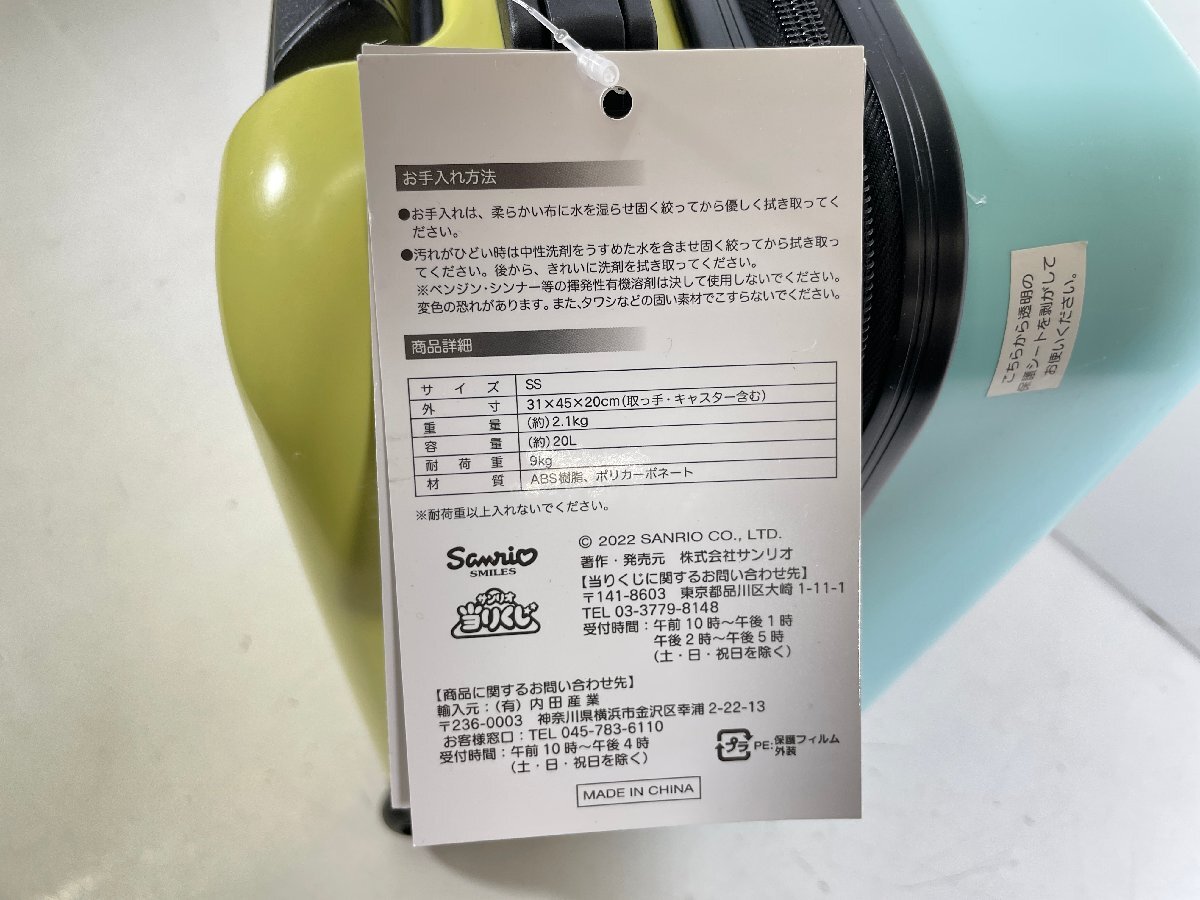 お手入れ方法
●お手入れは、柔らかい布に水を湿らせ固く絞ってから優しく拭き取ってく
ださい。
●汚れがひどい時は中性洗剤をうすめた水を含ませ固く絞ってから拭き取っ
てください。後から、きれいに洗剤を拭き取ってください。
※ベンジン・シンナー等の揮発性有機溶剤は決して使用しないでください。
変色の恐れがあります。また、タワシなどの固い素材でこすらないでください。
商品詳細
サイズ SS
外寸 31×45×20cm(取っ手・キャスター含む)
重量 (約)2.1kg
容量 (約)20L
耐荷重 9kg
材質 ABS樹脂、ポリカーボネート
※耐荷重以上入れないでください。
Sanrio
SMILES
サンリオ
当りくじ
© 2022 SANRIO CO., LTD.
著作・発売元 株式会社サンリオ
【当りくじに関するお問い合わせ先】
〒141-8603 東京都品川区大崎 1-11-1
TEL 03-3779-8148
受付時間：午前 10 時～午後 1 時
午後 2 時～午後 5 時
（土・日・祝日を除く）
【商品に関するお問い合わせ先】
輸入元：（有）内田産業
〒236-0003 神奈川県横浜市金沢区幸浦 2-22-13
お客様窓口：TEL 045-783-6110
受付時間：午前 10 時～午後 4 時
（土・日・祝日を除く）
プラ PE:保護フィルム
外装
MADE IN CHINA
こちらから透明の
保護シートを剥がして
お使いください。